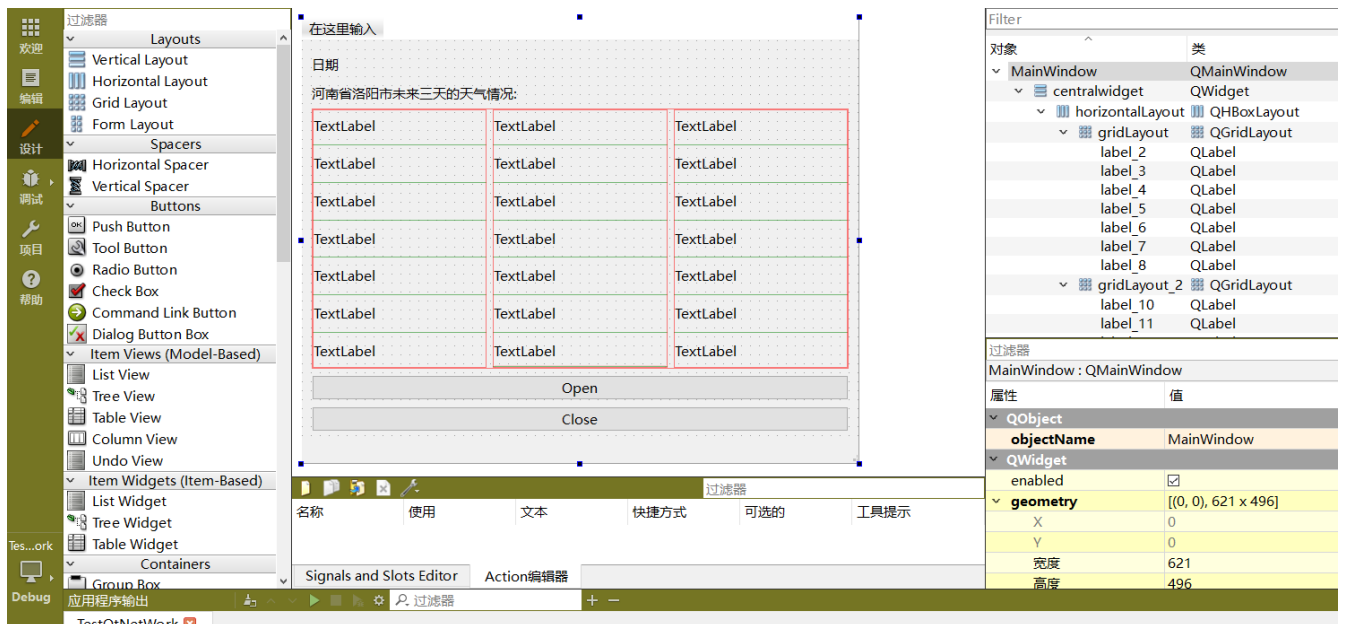 欢迎
编辑
设计
调试
项目
帮助
Tes...ork
Debug
过滤器
Layouts
Vertical Layout
Horizontal Layout
Grid Layout
Form Layout
Spacers
Horizontal Spacer
Vertical Spacer
Buttons
Push Button
OK
Tool Button
Radio Button
Check Box
Command Link Button
Dialog Button Box
Item Views (Model-Based)
List View
Tree View
Table View
Column View
Undo View
Item Widgets (Item-Based)
List Widget
Tree Widget
Table Widget
Containers
Group Box
在这里输入
日期
河南省洛阳市未来三天的天气情况:
TextLabel TextLabel TextLabel
TextLabel TextLabel TextLabel
TextLabel TextLabel TextLabel
TextLabel TextLabel TextLabel
TextLabel TextLabel TextLabel
TextLabel TextLabel TextLabel
TextLabel TextLabel TextLabel
Open
Close
过滤器
名称 使用 文本 快捷方式 可选的 工具提示
Signals and Slots Editor Action编辑器
Filter
对象 类
MainWindow QMainWindow
centralwidget QWidget
horizontalLayout QHBoxLayout
gridLayout QGridLayout
label_2 QLabel
label_3 QLabel
label_4 QLabel
label_5 QLabel
label_6 QLabel
label_7 QLabel
label_8 QLabel
gridLayout_2 QGridLayout
label_10 QLabel
label_11 QLabel
过滤器
MainWindow : QMainWindow
属性 值
QObject
objectName MainWindow
QWidget
enabled
geometry [(0, 0), 621 x 496]
X 0
Y 0
宽度 621
高度 496
应用程序输出 过滤器
TestQtNetWork